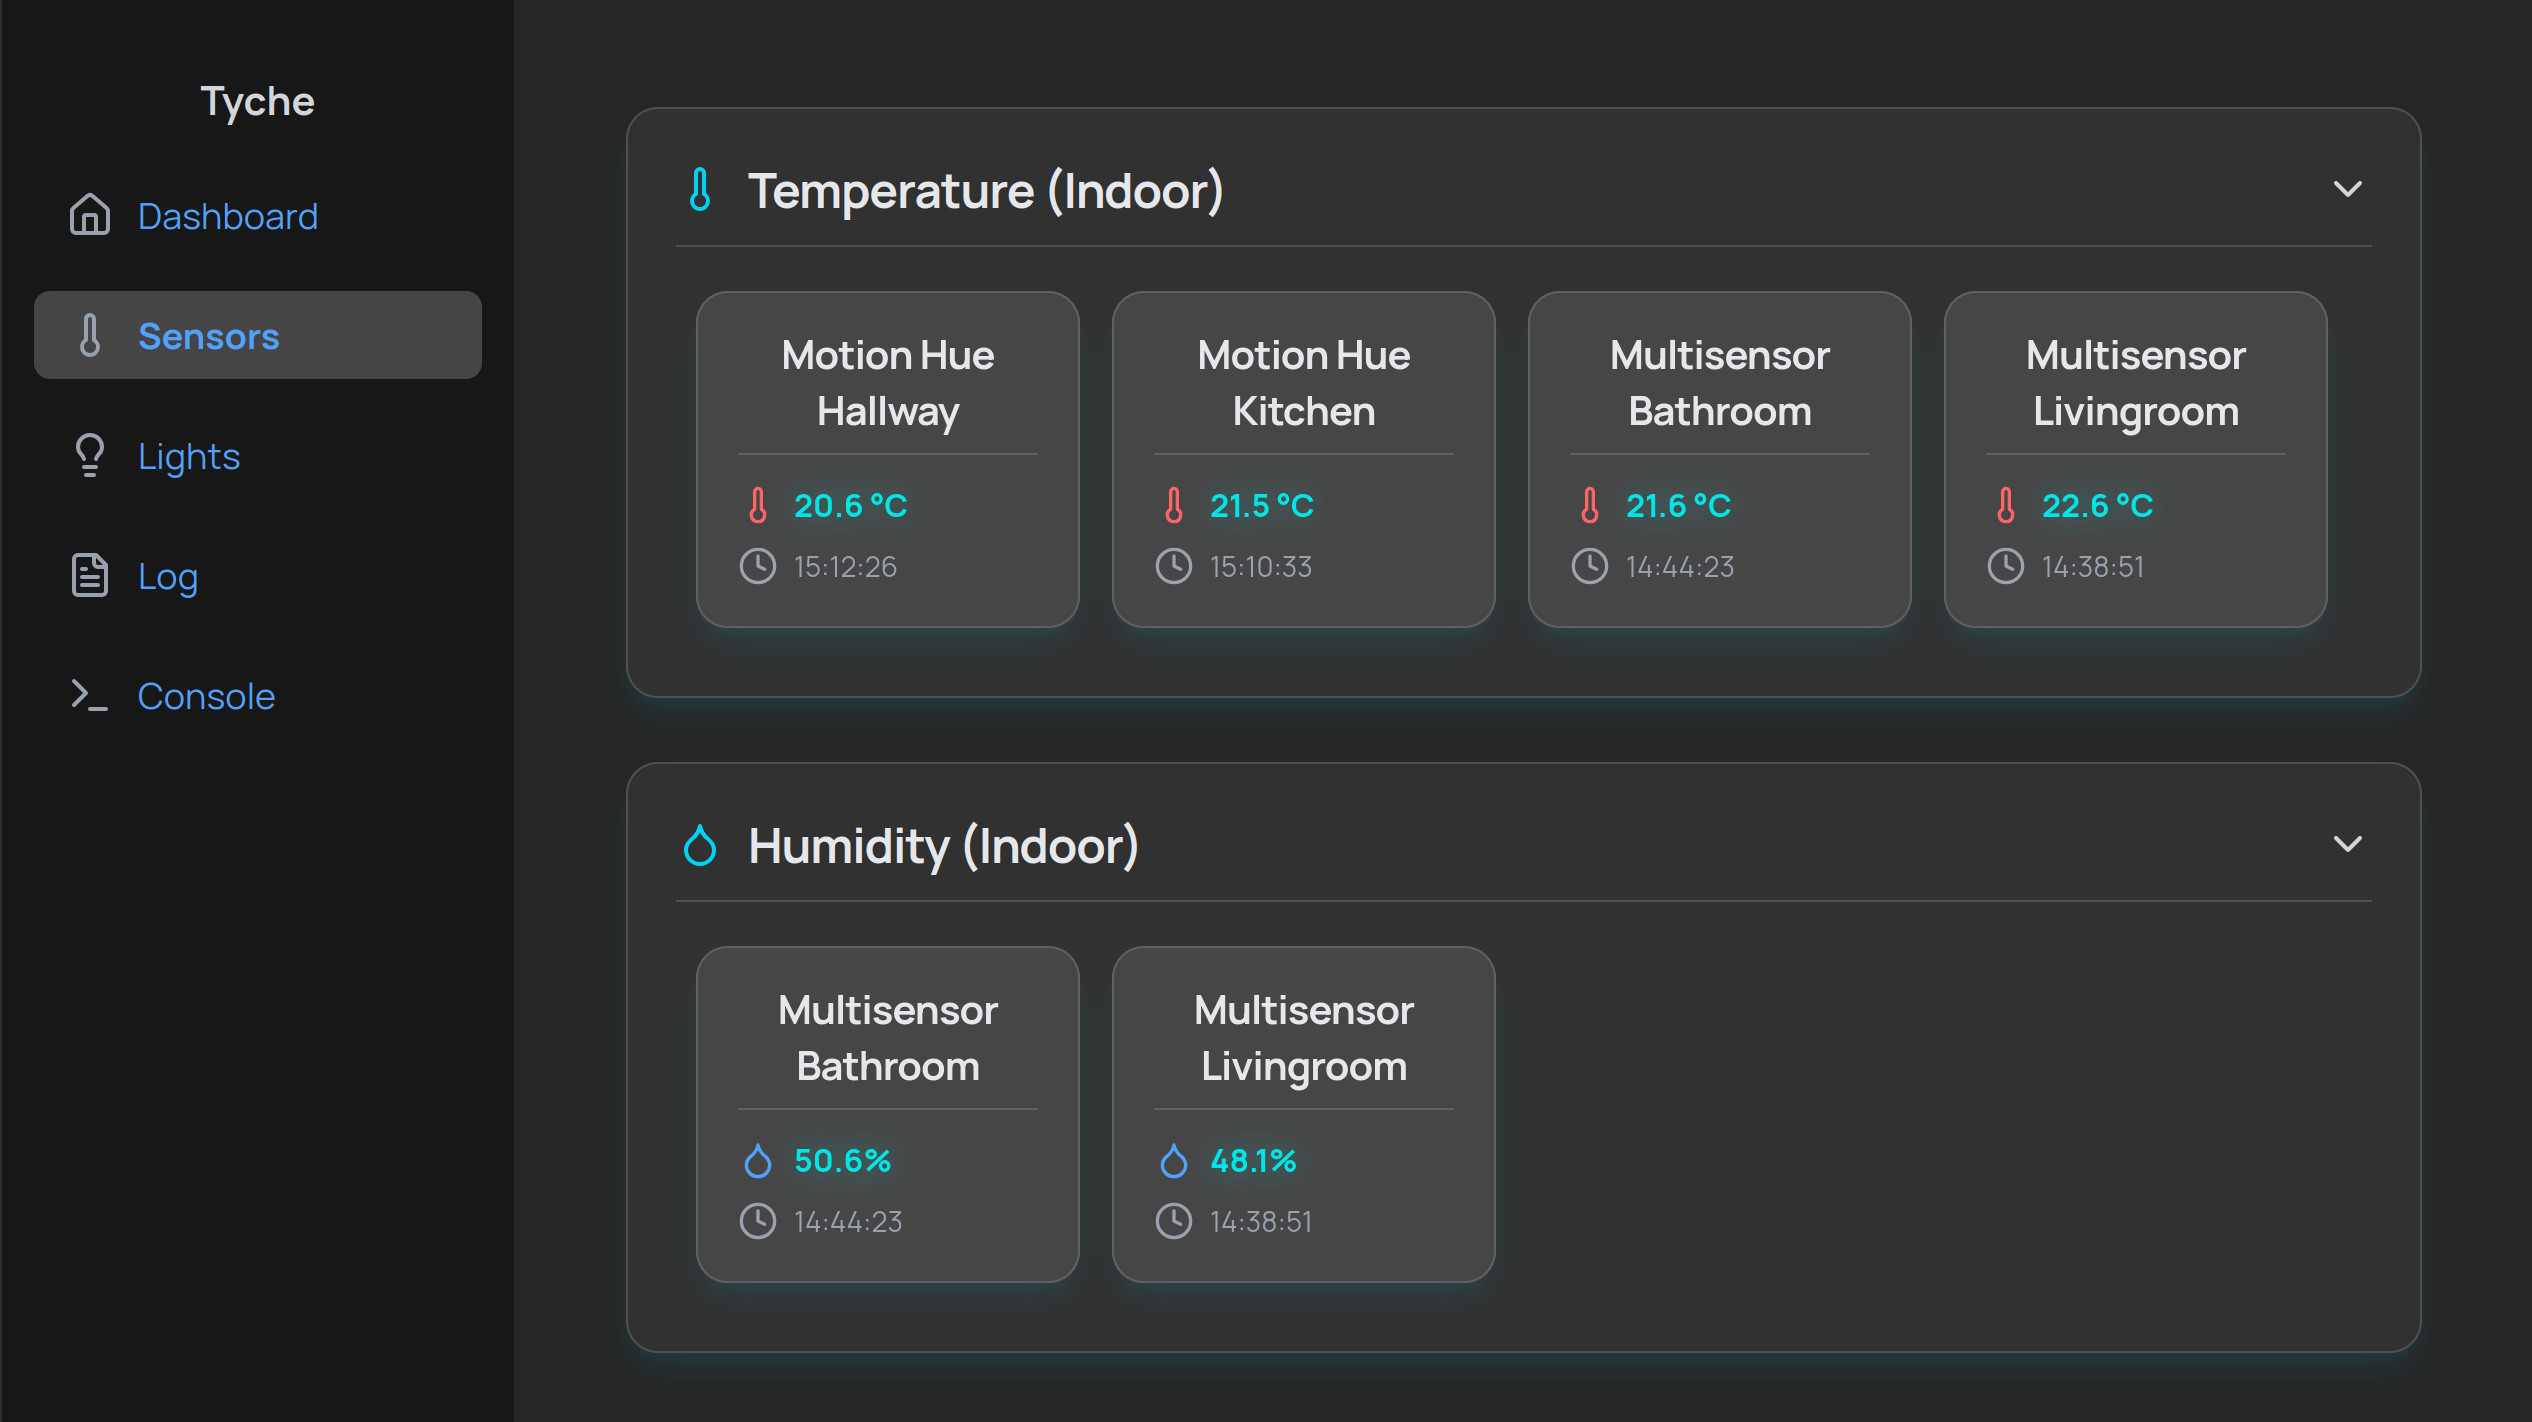 Tyche
Dashboard
Sensors
Lights
Log
Console
Temperature (Indoor)
Motion Hue
Hallway
20.6 °C
15:12:26
Motion Hue
Kitchen
21.5 °C
15:10:33
Multisensor
Bathroom
21.6 °C
14:44:23
Multisensor
Livingroom
22.6 °C
14:38:51
Humidity (Indoor)
Multisensor
Bathroom
50.6%
14:44:23
Multisensor
Livingroom
48.1%
14:38:51